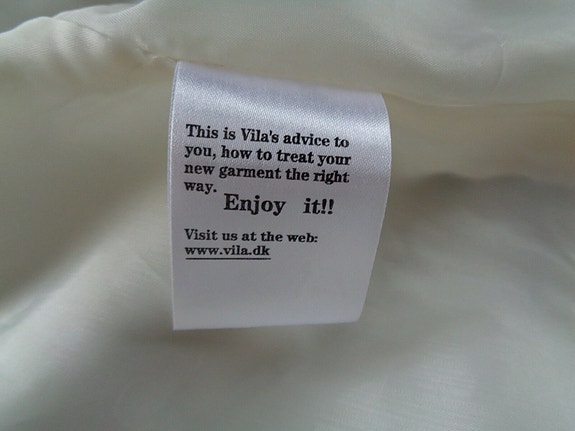 This is Vila's advice to
you, how to treat your
new garment the right
way.
Enjoy it!!
Visit us at the web:
www.vila.dk